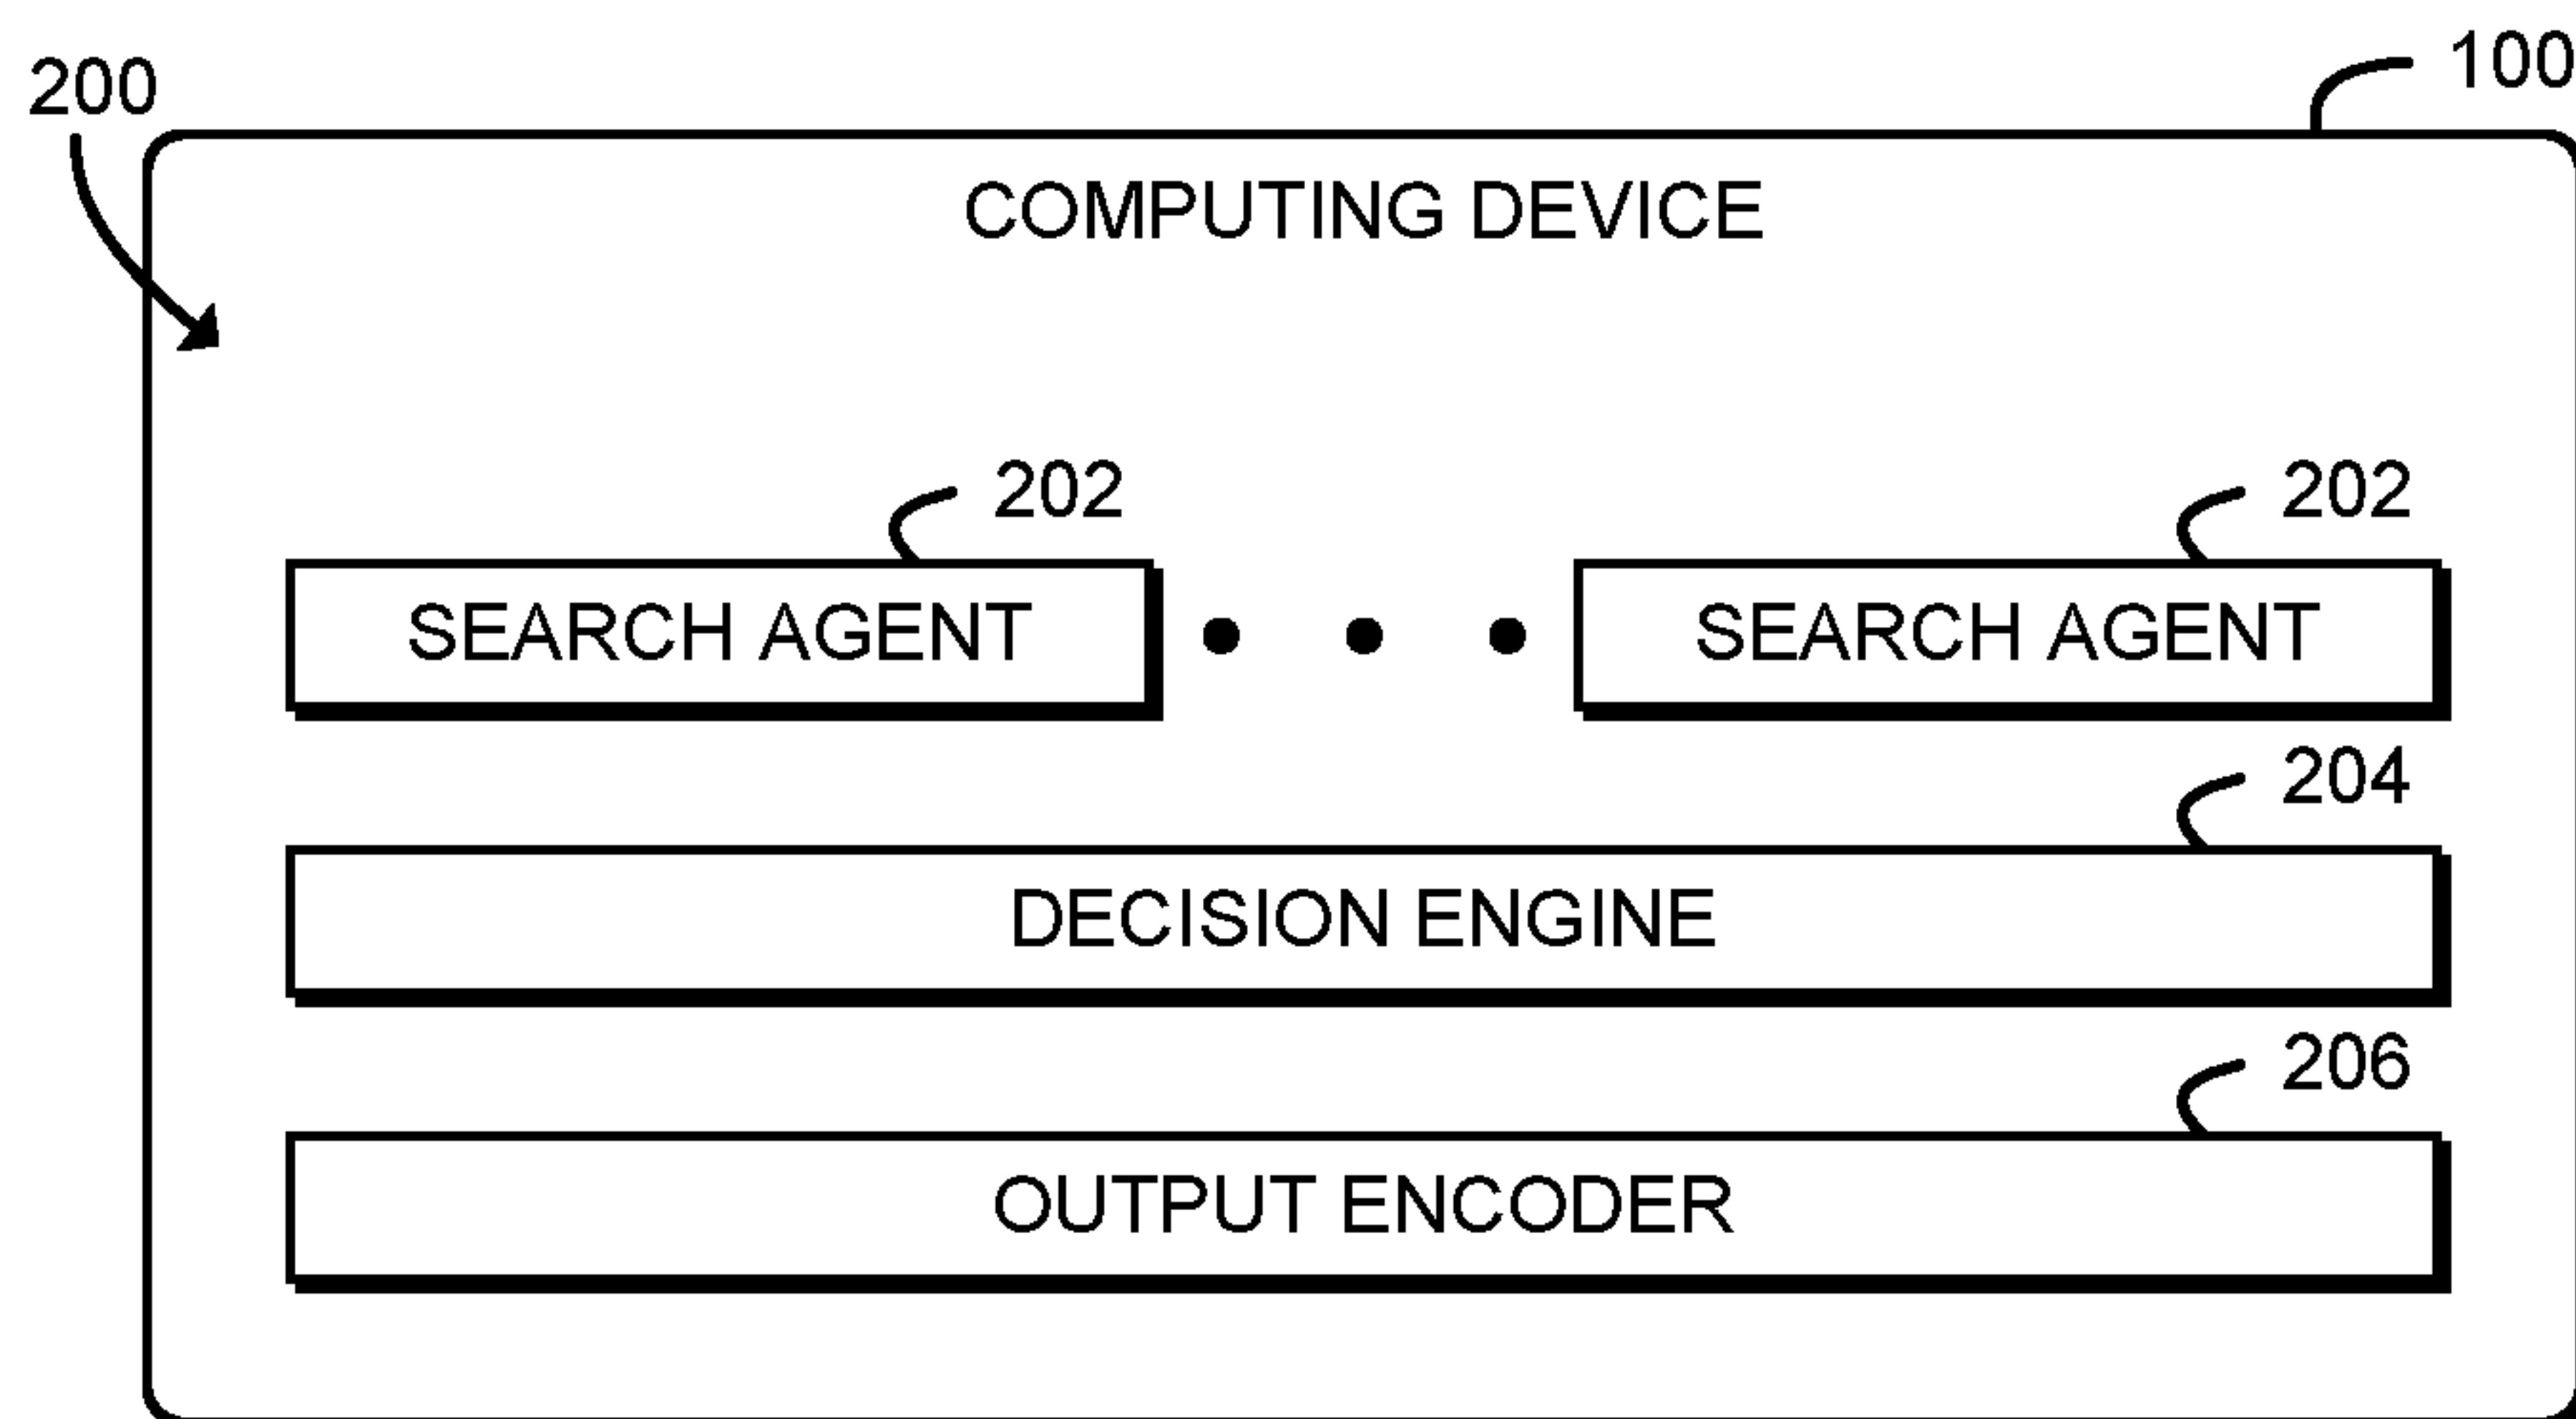 200
100
COMPUTING DEVICE
202
202
SEARCH AGENT
SEARCH AGENT
204
DECISION ENGINE
206
OUTPUT ENCODER